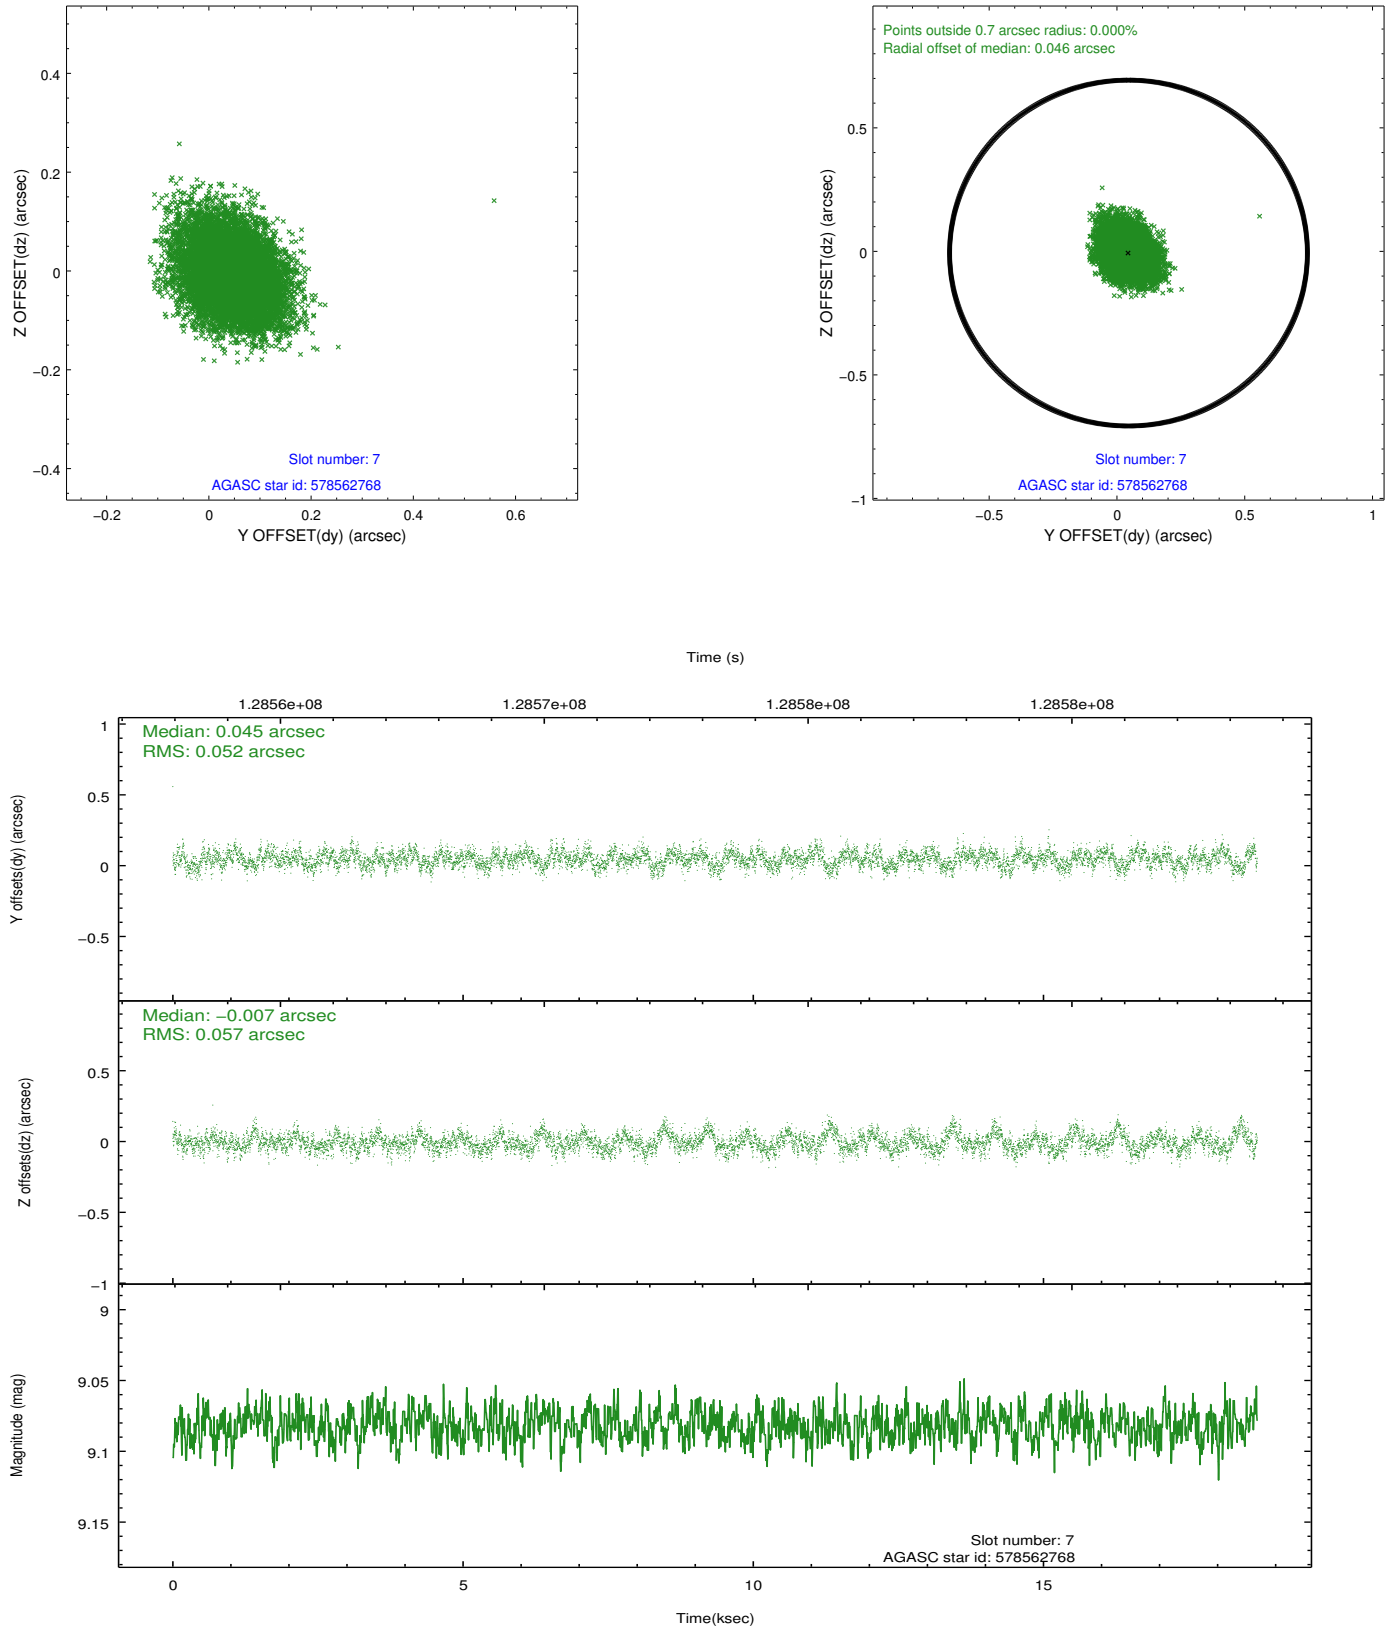 0.4
0.2
0
−0.2
−0.4
Z OFFSET(dz) (arcsec)
Slot number: 7
AGASC star id: 578562768
−0.2 0 0.2 0.4 0.6
Y OFFSET(dy) (arcsec)
Points outside 0.7 arcsec radius: 0.000%
Radial offset of median: 0.046 arcsec
0.5
0
−0.5
−1
Z OFFSET(dz) (arcsec)
Slot number: 7
AGASC star id: 578562768
−0.5 0 0.5 1
Y OFFSET(dy) (arcsec)
Time (s)
1.2856e+08 1.2857e+08 1.2858e+08 1.2858e+08
Median: 0.045 arcsec
RMS: 0.052 arcsec
1
0.5
0
−0.5
Y offsets(dy) (arcsec)
Median: −0.007 arcsec
RMS: 0.057 arcsec
0.5
0
−0.5
−1
Z offsets(dz) (arcsec)
9
9.05
9.1
9.15
Magnitude (mag)
Slot number: 7
AGASC star id: 578562768
0 5 10 15
Time(ksec)